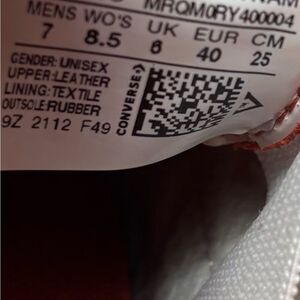 MRQM0RY400004
MENS WO'S UK EUR CM
7 8.5 6 40 25
GENDER: UNISEX
UPPER: LEATHER
LINING: TEXTILE
OUTSOLE: RUBBER
9Z 2112 F49
CONVERSE